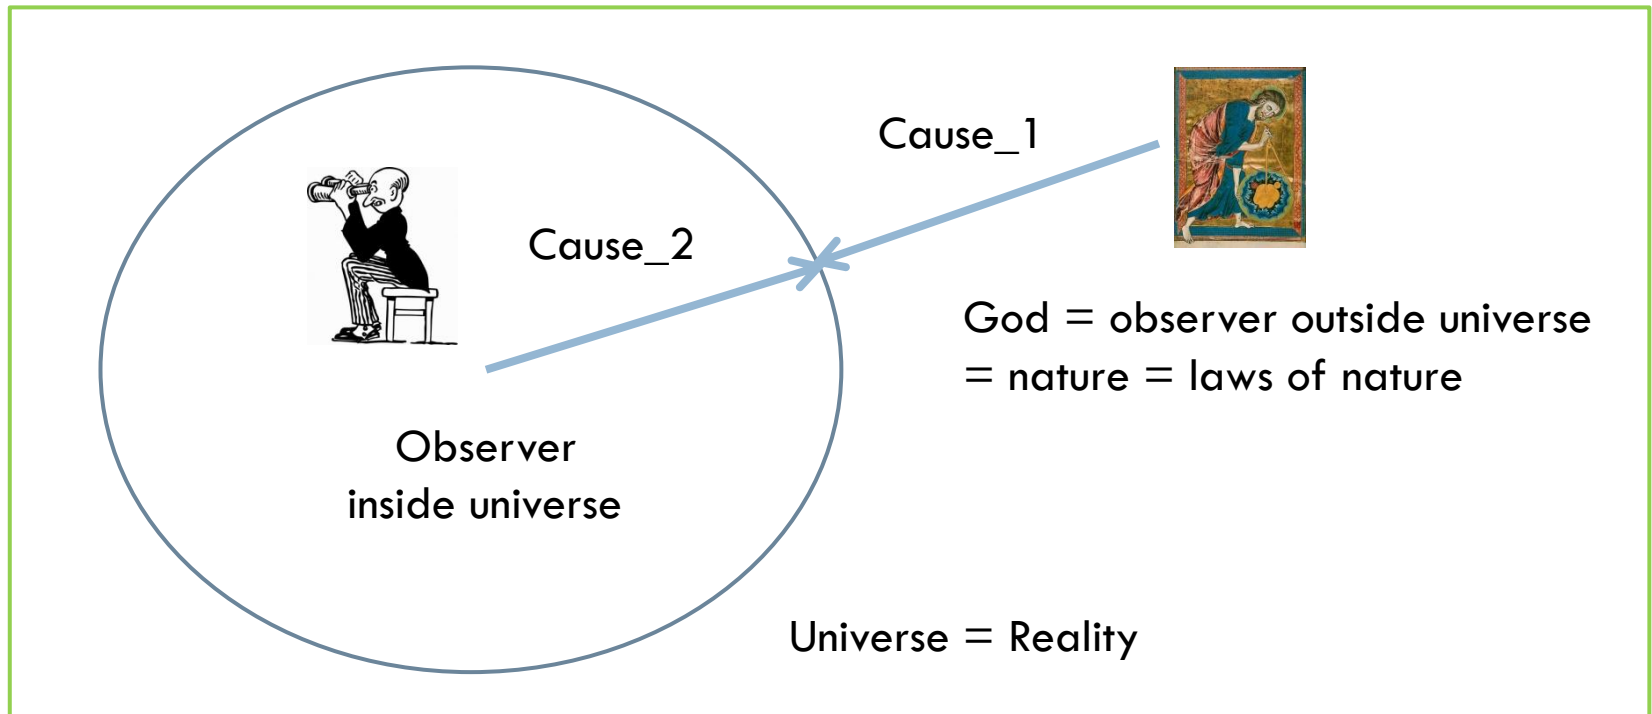 Cause_1
Cause_2
God = observer outside universe
= nature = laws of nature
Observer
inside universe
Universe = Reality